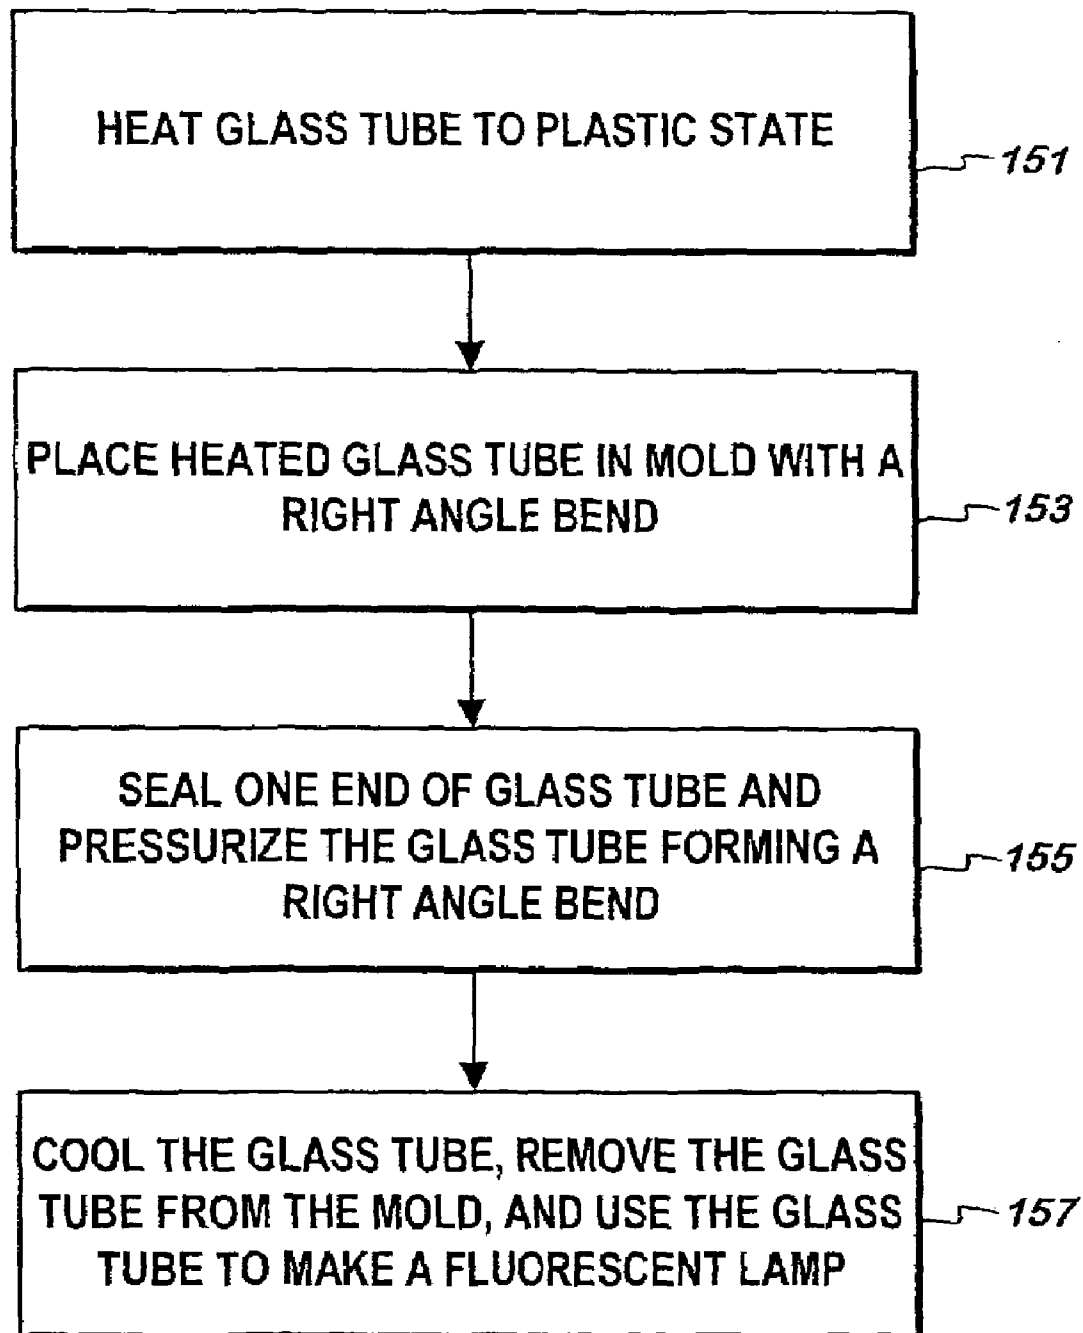 HEAT GLASS TUBE TO PLASTIC STATE
151
PLACE HEATED GLASS TUBE IN MOLD WITH A
RIGHT ANGLE BEND
153
SEAL ONE END OF GLASS TUBE AND
PRESSURIZE THE GLASS TUBE FORMING A
RIGHT ANGLE BEND
155
COOL THE GLASS TUBE, REMOVE THE GLASS
TUBE FROM THE MOLD, AND USE THE GLASS
TUBE TO MAKE A FLUORESCENT LAMP
157